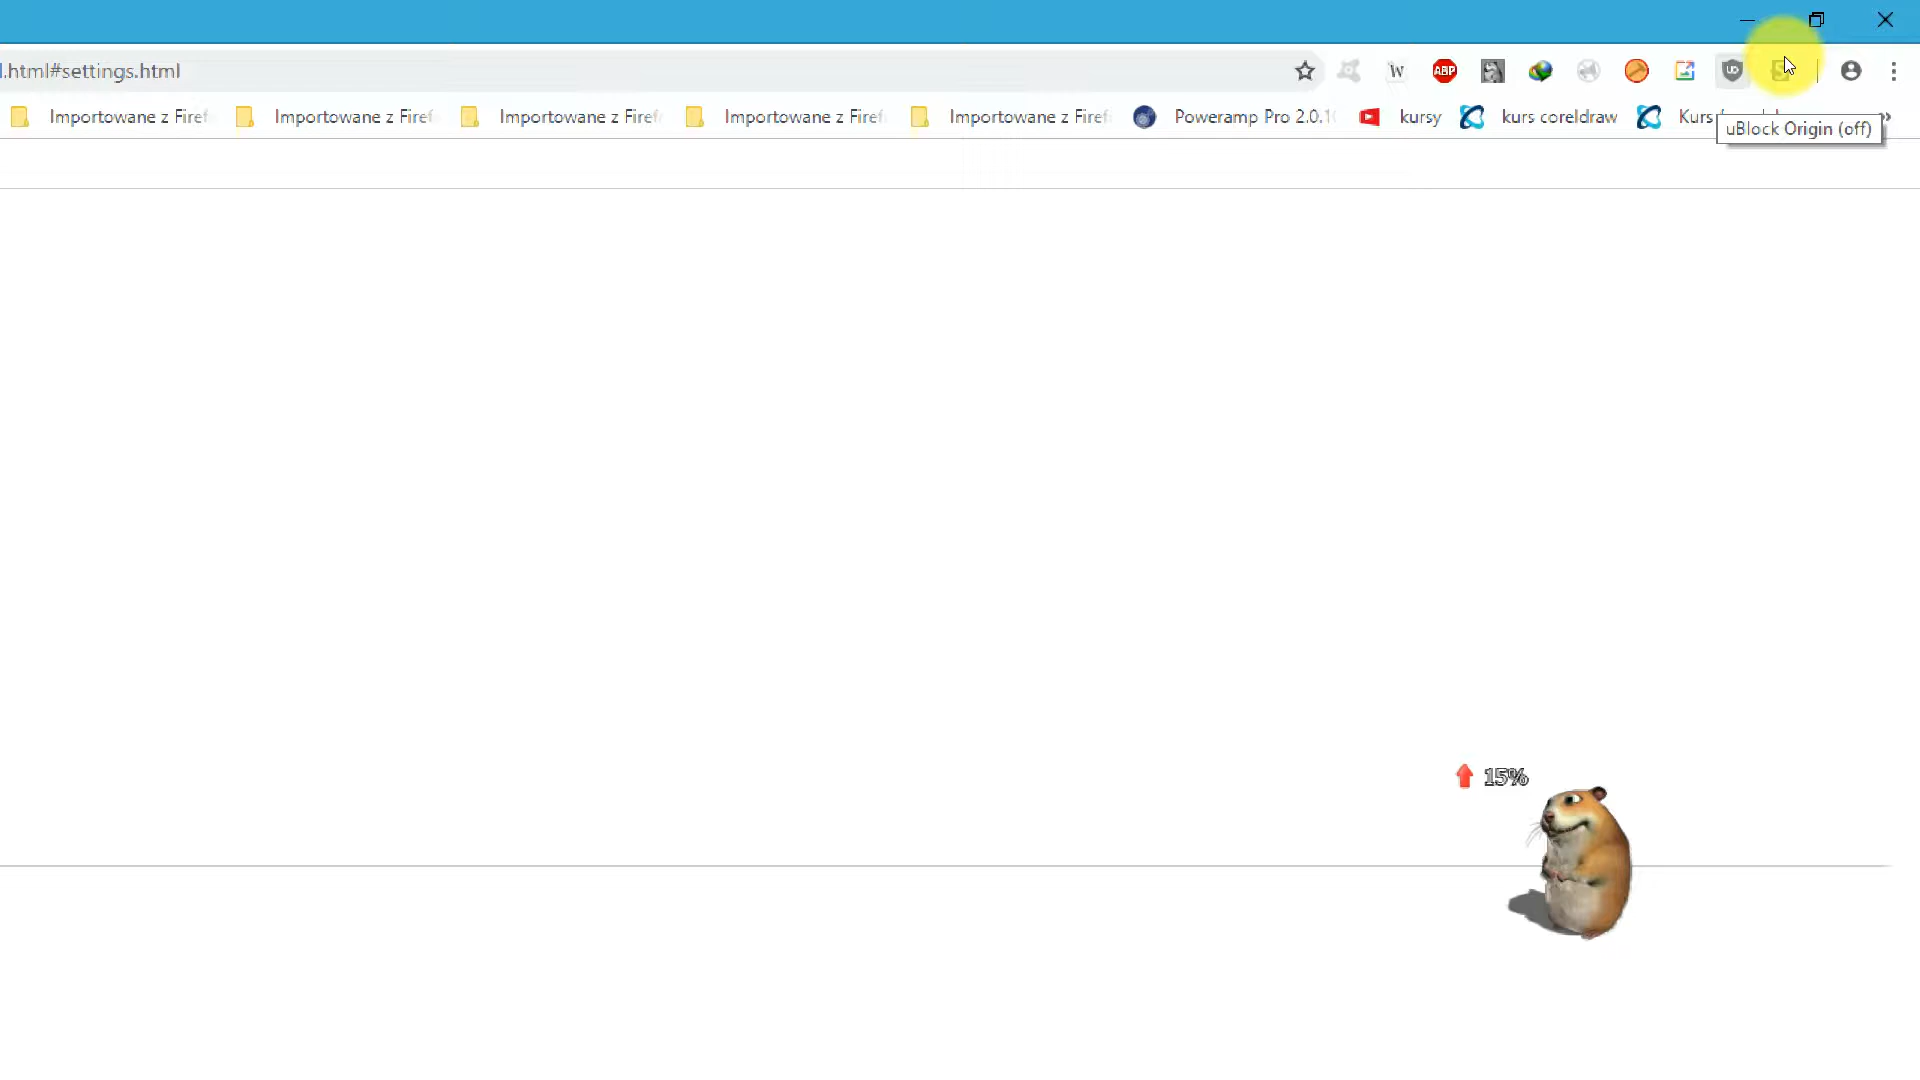 .html#settings.html
W ABP
Importowane z Firef Importowane z Firef Importowane z Firef Importowane z Firef Importowane z Firef Poweramp Pro 2.0.10 kursy kurs coreldraw Kurs
uBlock Origin (off)
15%